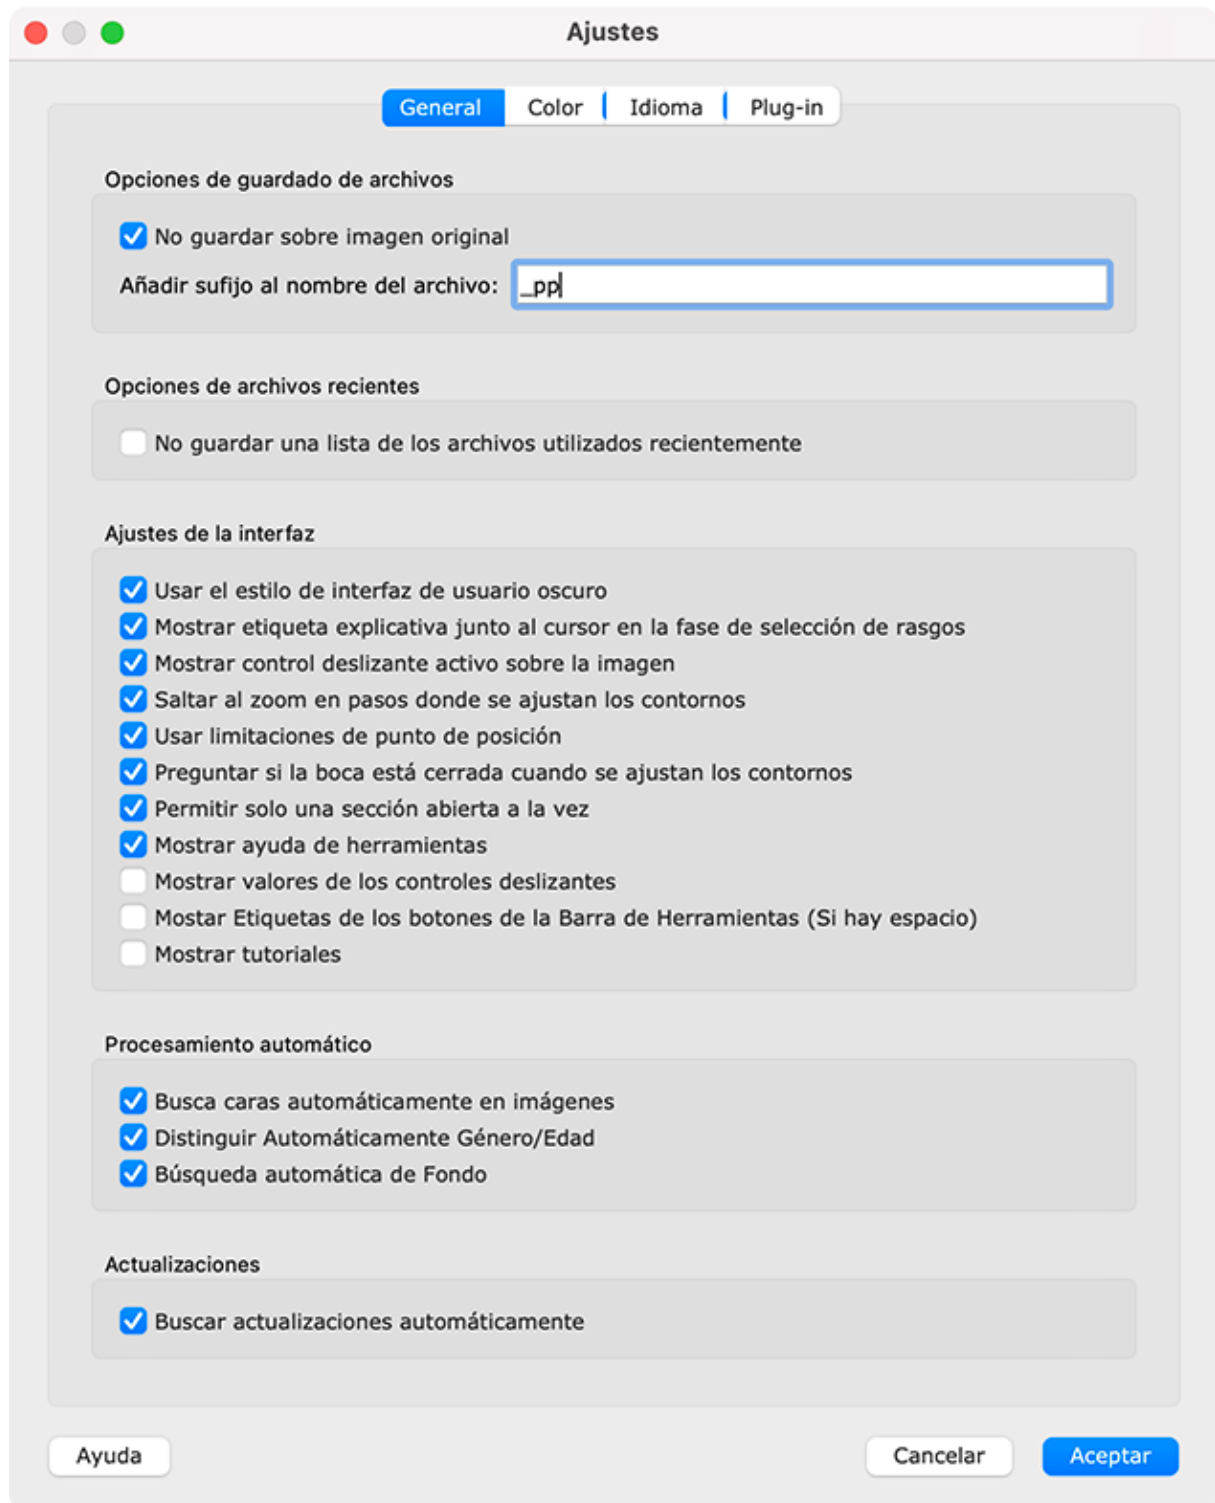 Ajustes
General Color Idioma Plug-in
Opciones de guardado de archivos
No guardar sobre imagen original
Añadir sufijo al nombre del archivo: _pp
Opciones de archivos recientes
No guardar una lista de los archivos utilizados recientemente
Ajustes de la interfaz
Usar el estilo de interfaz de usuario oscuro
Mostrar etiqueta explicativa junto al cursor en la fase de selección de rasgos
Mostrar control deslizante activo sobre la imagen
Saltar al zoom en pasos donde se ajustan los contornos
Usar limitaciones de punto de posición
Preguntar si la boca está cerrada cuando se ajustan los contornos
Permitir solo una sección abierta a la vez
Mostrar ayuda de herramientas
Mostrar valores de los controles deslizantes
Mostar Etiquetas de los botones de la Barra de Herramientas (Si hay espacio)
Mostrar tutoriales
Procesamiento automático
Busca caras automáticamente en imágenes
Distinguir Automáticamente Género/Edad
Búsqueda automática de Fondo
Actualizaciones
Buscar actualizaciones automáticamente
Ayuda Cancelar Aceptar